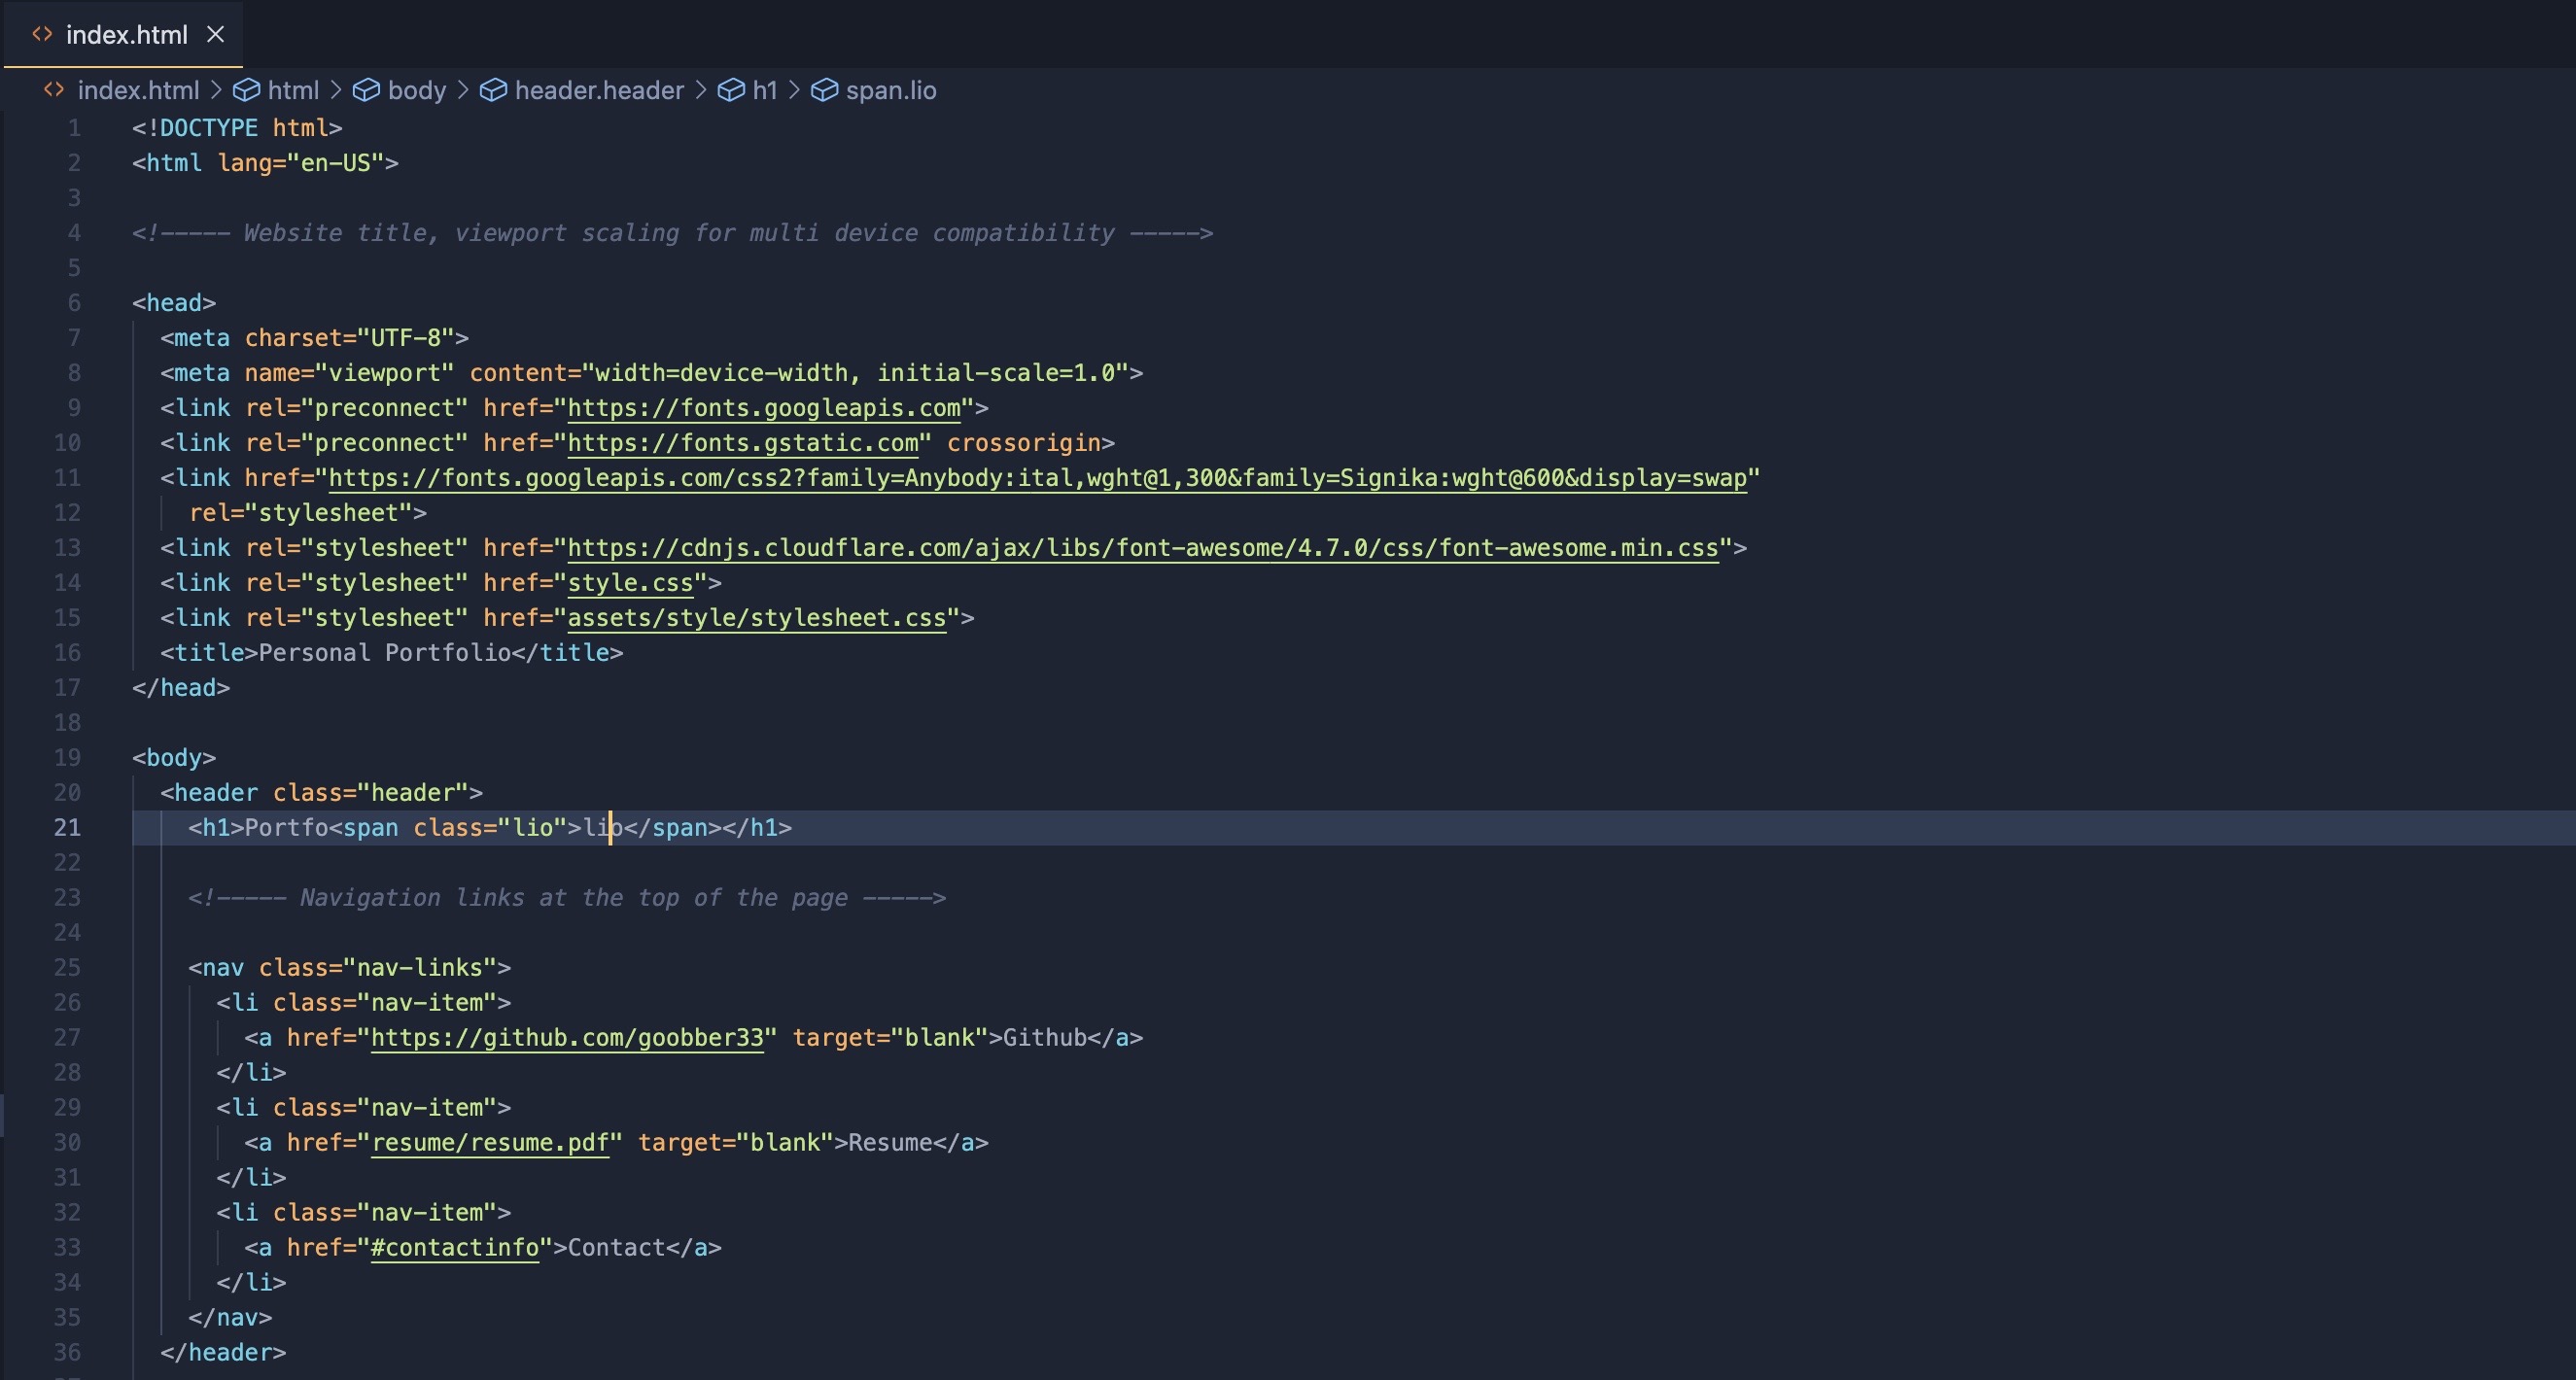 index.html
index.html > html > body > header.header > h1 > span.lio
1 <!DOCTYPE html>
2 <html lang="en-US">
3
4 <!----- Website title, viewport scaling for multi device compatibility ----->
5
6 <head>
7 <meta charset="UTF-8">
8 <meta name="viewport" content="width=device-width, initial-scale=1.0">
9 <link rel="preconnect" href="https://fonts.googleapis.com">
10 <link rel="preconnect" href="https://fonts.gstatic.com" crossorigin>
11 <link href="https://fonts.googleapis.com/css2?family=Anybody:ital,wght@1,300&family=Signika:wght@600&display=swap"
12 rel="stylesheet">
13 <link rel="stylesheet" href="https://cdnjs.cloudflare.com/ajax/libs/font-awesome/4.7.0/css/font-awesome.min.css">
14 <link rel="stylesheet" href="style.css">
15 <link rel="stylesheet" href="assets/style/stylesheet.css">
16 <title>Personal Portfolio</title>
17 </head>
18
19 <body>
20 <header class="header">
21 <h1>Portfo<span class="lio">lio</span></h1>
22
23 <!----- Navigation links at the top of the page ----->
24
25 <nav class="nav-links">
26 <li class="nav-item">
27 <a href="https://github.com/goobber33" target="blank">Github</a>
28 </li>
29 <li class="nav-item">
30 <a href="resume/resume.pdf" target="blank">Resume</a>
31 </li>
32 <li class="nav-item">
33 <a href="#contactinfo">Contact</a>
34 </li>
35 </nav>
36 </header>